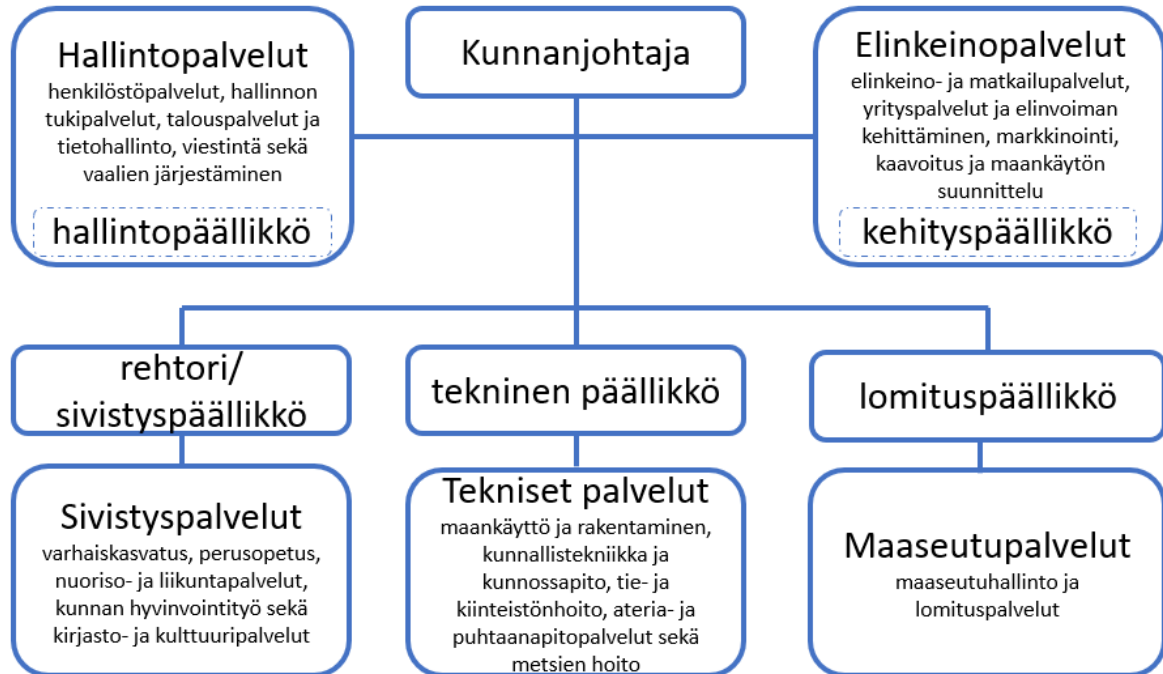 Hallintopalvelut
henkilöstöpalvelut, hallinnon
tukipalvelut, talouspalvelut ja
tietohallinto, viestintä sekä
vaalien järjestäminen
hallintopäällikkö
Kunnanjohtaja
Elinkeinopalvelut
elinkeino- ja matkailupalvelut,
yrityspalvelut ja elinvoiman
kehittäminen, markkinointi,
kaavoitus ja maankäytön
suunnittelu
kehityspäällikkö
rehtori/
sivistyspäällikkö
tekninen päällikkö
lomituspäällikkö
Sivistyspalvelut
varhaiskasvatus, perusopetus,
nuoriso- ja liikuntapalvelut,
kunnan hyvinvointityö sekä
kirjasto- ja kulttuuripalvelut
Tekniset palvelut
maankäyttö ja rakentaminen,
kunnallistekniikka ja
kunnossapito, tie- ja
kiinteistönhoito, ateria- ja
puhtaanapitopalvelut sekä
metsien hoito
Maaseutupalvelut
maaseutuhallinto ja
lomituspalvelut